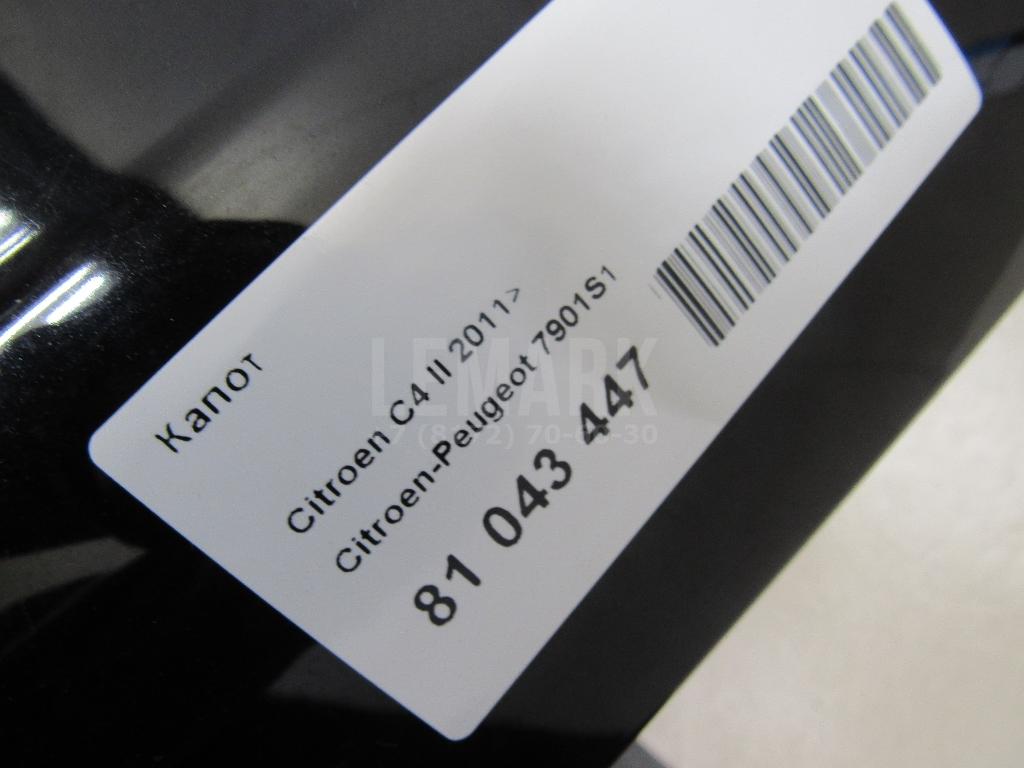 Капот
Citroen C4 II 2011>
Citroen-Peugeot 7901S1
81 043 447
LEMARK